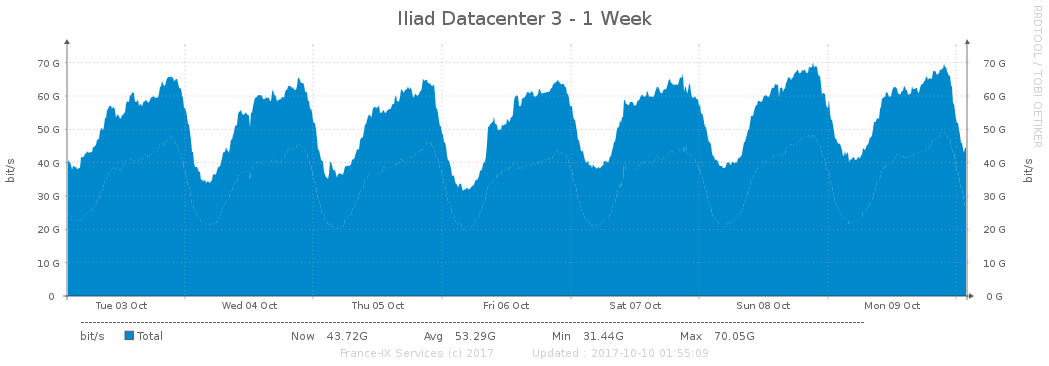 Iliad Datacenter 3 - 1 Week
RRDTOOL / TOBI OETIKER
70 G 70 G
60 G 60 G
50 G 50 G
40 G 40 G
30 G 30 G
20 G 20 G
10 G 10 G
0 0 G
bit/s bit/s
Tue 03 Oct Wed 04 Oct Thu 05 Oct Fri 06 Oct Sat 07 Oct Sun 08 Oct Mon 09 Oct
bit/s Total Now 43.72G Avg 53.29G Min 31.44G Max 70.05G
France-IX Services (c) 2017 Updated : 2017-10-10 01:55:09